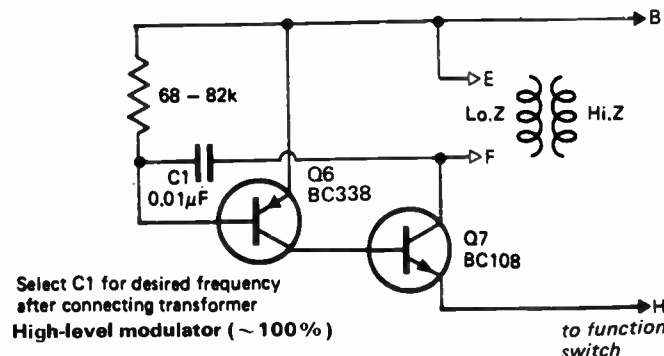 B
68 – 82k
E
Lo.Z
Hi.Z
F
C1
0.01µF
Q6
BC338
Q7
BC108
Select C1 for desired frequency
after connecting transformer
High-level modulator (~100%)
H
to function
switch